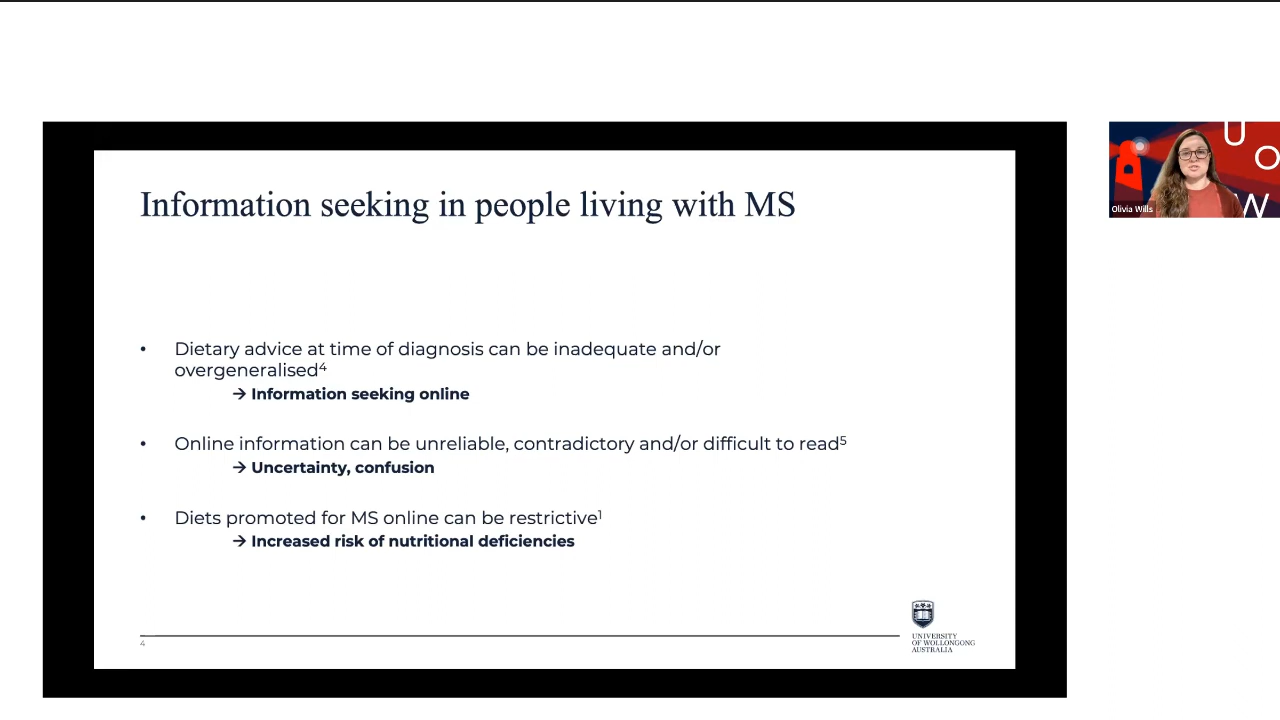 Information seeking in people living with MS
• Dietary advice at time of diagnosis can be inadequate and/or
overgeneralised⁴
→ Information seeking online
• Online information can be unreliable, contradictory and/or difficult to read⁵
→ Uncertainty, confusion
• Diets promoted for MS online can be restrictive¹
→ Increased risk of nutritional deficiencies
4
UNIVERSITY
OF WOLLONGONG
AUSTRALIA
U
O
W
Olivia Wills